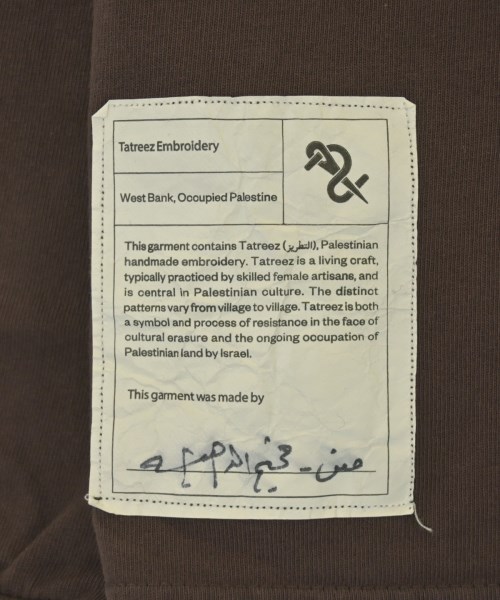 Tatreez Embroidery
West Bank, Occupied Palestine
This garment contains Tatreez (التطريز), Palestinian
handmade embroidery. Tatreez is a living craft,
typically practiced by skilled female artisans, and
is central in Palestinian culture. The distinct
patterns vary from village to village. Tatreez is both
a symbol and process of resistance in the face of
cultural erasure and the ongoing occupation of
Palestinian land by Israel.
This garment was made by